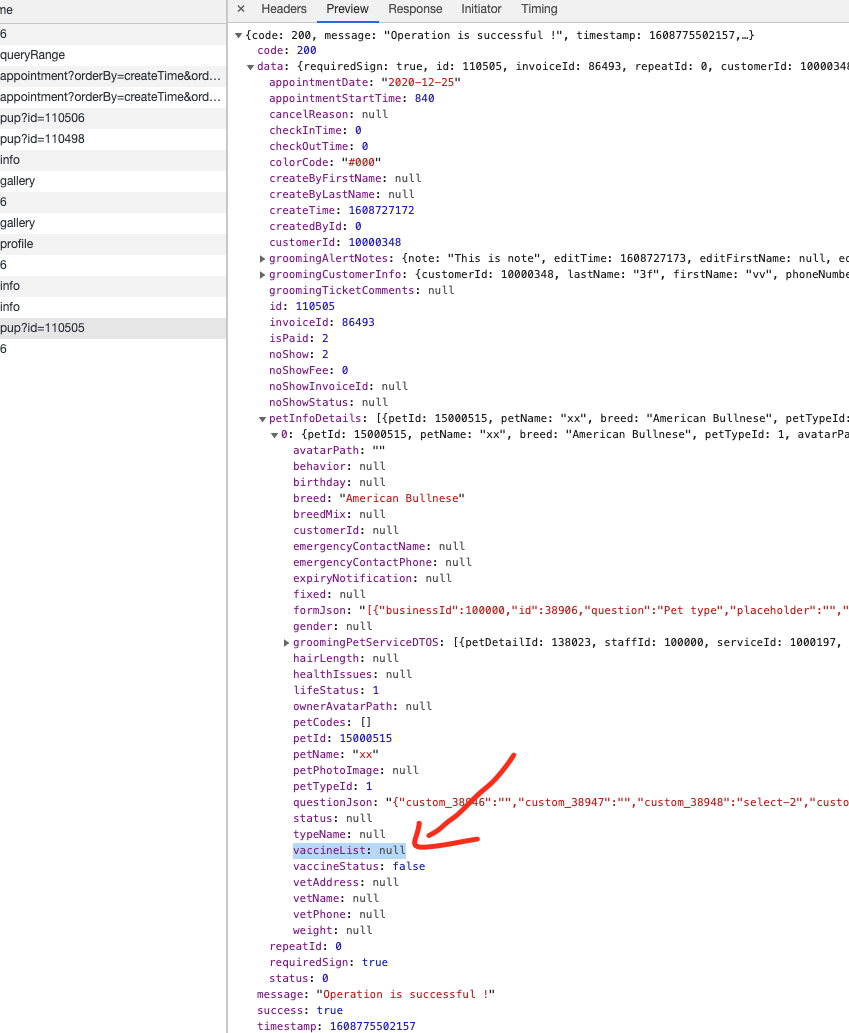 me
× Headers Preview Response Initiator Timing
6
queryRange
appointment?orderBy=createTime&ord…
appointment?orderBy=createTime&ord…
pup?id=110506
pup?id=110498
info
gallery
6
gallery
profile
6
info
info
pup?id=110505
6
{code: 200, message: "Operation is successful !", timestamp: 1608775502157,…}
code: 200
data: {requiredSign: true, id: 110505, invoiceId: 86493, repeatId: 0, customerId: 10000348
appointmentDate: "2020-12-25"
appointmentStartTime: 840
cancelReason: null
checkInTime: 0
checkOutTime: 0
colorCode: "#000"
createByFirstName: null
createByLastName: null
createTime: 1608727172
createdById: 0
customerId: 10000348
groomingAlertNotes: {note: "This is note", editTime: 1608727173, editFirstName: null, ed
groomingCustomerInfo: {customerId: 10000348, lastName: "3f", firstName: "vv", phoneNumbe
groomingTicketComments: null
id: 110505
invoiceId: 86493
isPaid: 2
noShow: 2
noShowFee: 0
noShowInvoiceId: null
noShowStatus: null
petInfoDetails: [{petId: 15000515, petName: "xx", breed: "American Bullnese", petTypeId:
0: {petId: 15000515, petName: "xx", breed: "American Bullnese", petTypeId: 1, avatarPa
avatarPath: ""
behavior: null
birthday: null
breed: "American Bullnese"
breedMix: null
customerId: null
emergencyContactName: null
emergencyContactPhone: null
expiryNotification: null
fixed: null
formJson: "[{"businessId":100000,"id":38906,"question":"Pet type","placeholder":"","
gender: null
groomingPetServiceDTOS: [{petDetailId: 138023, staffId: 100000, serviceId: 1000197,
hairLength: null
healthIssues: null
lifeStatus: 1
ownerAvatarPath: null
petCodes: []
petId: 15000515
petName: "xx"
petPhotoImage: null
petTypeId: 1
questionJson: "{"custom_38946":"","custom_38947":"","custom_38948":"select-2","custo
status: null
typeName: null
vaccineList: null
vaccineStatus: false
vetAddress: null
vetName: null
vetPhone: null
weight: null
repeatId: 0
requiredSign: true
status: 0
message: "Operation is successful !"
success: true
timestamp: 1608775502157